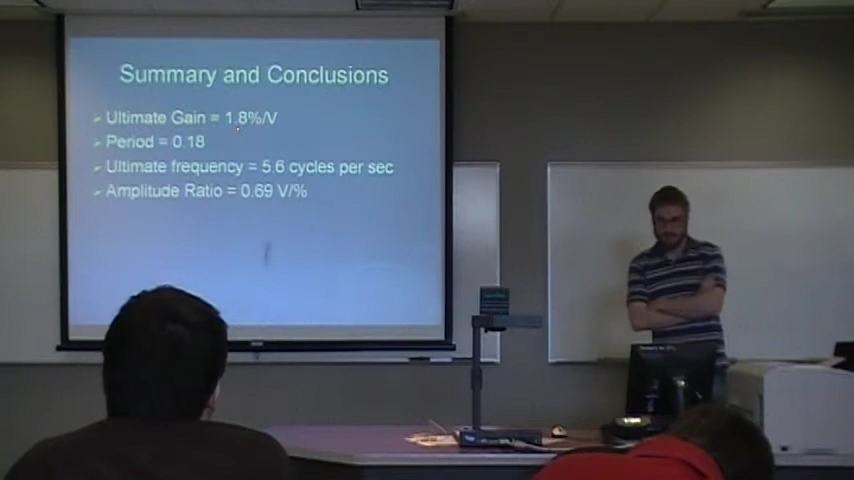 Summary and Conclusions
Ultimate Gain = 1.8%/V
Period = 0.18
Ultimate frequency = 5.6 cycles per sec
Amplitude Ratio = 0.69 V/%